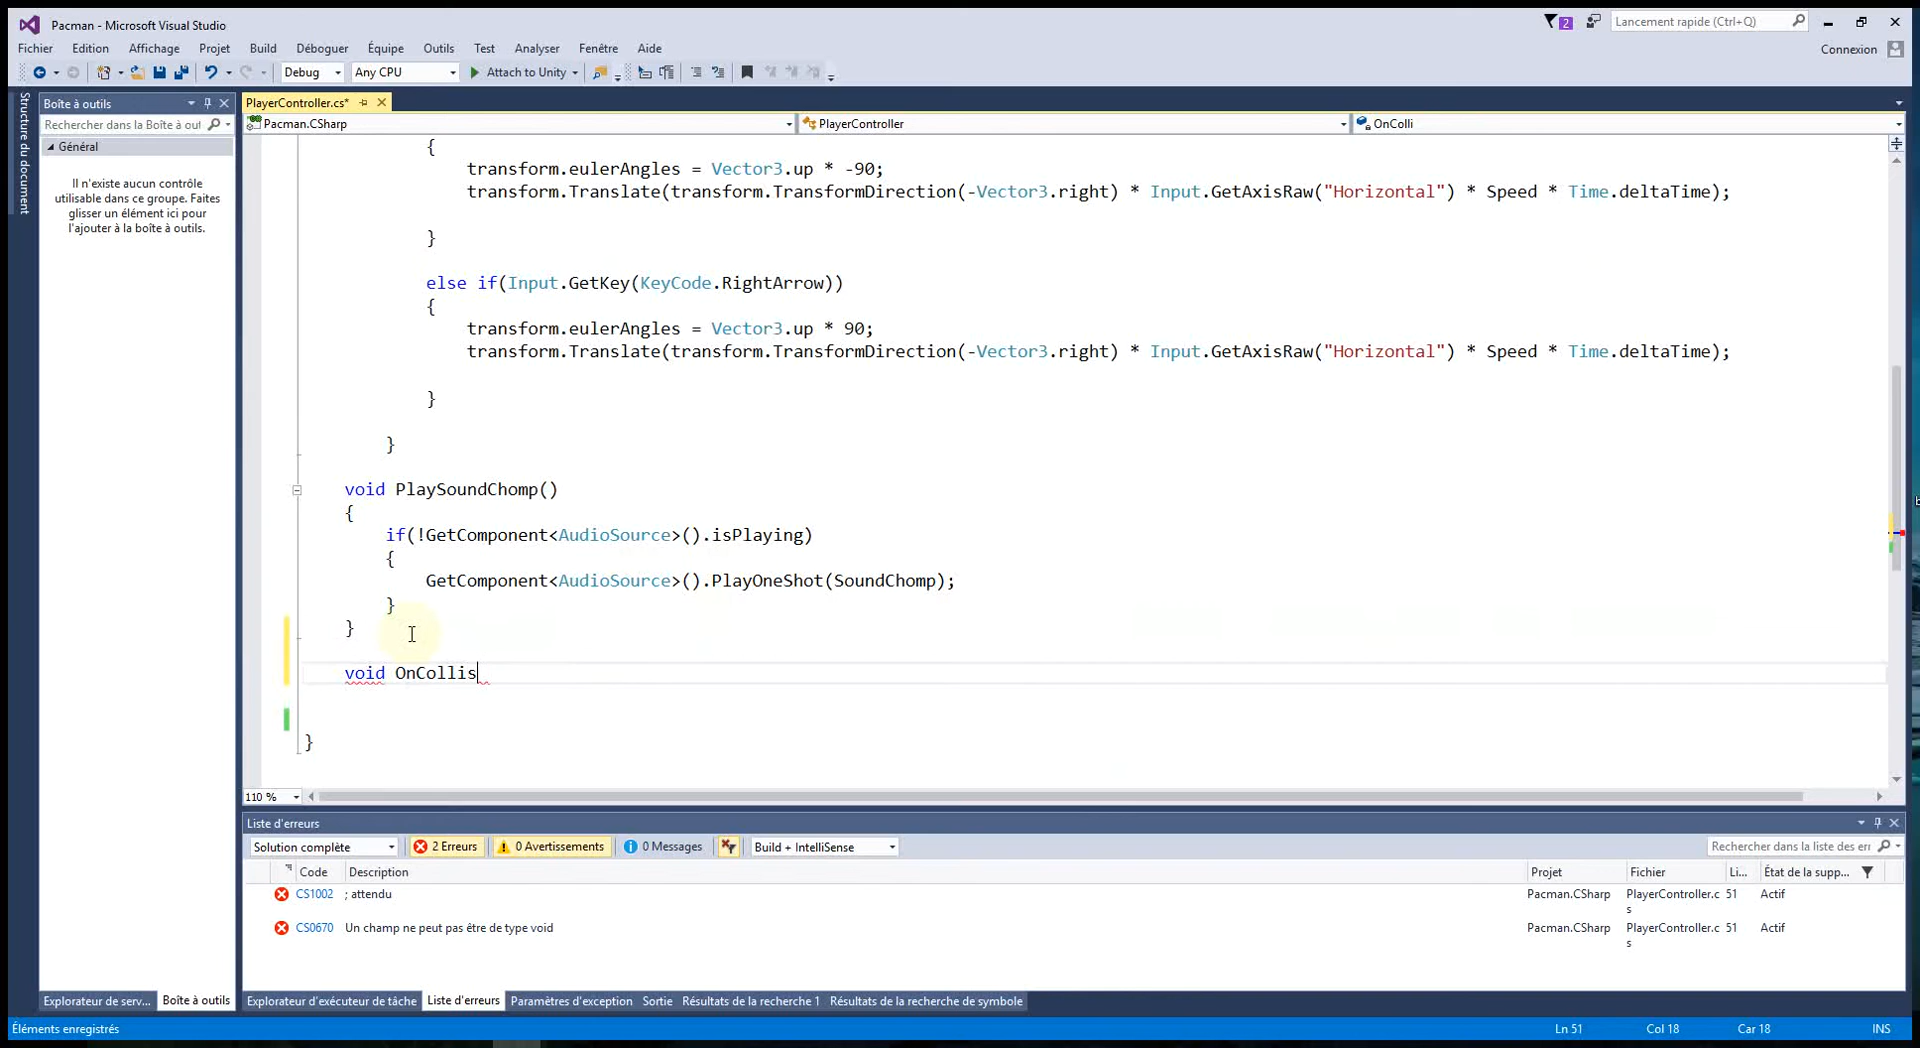 Pacman - Microsoft Visual Studio
2
Lancement rapide (Ctrl+Q)
Fichier Edition Affichage Projet Build Déboguer Équipe Outils Test Analyser Fenêtre Aide
Connexion
Debug Any CPU Attach to Unity
Structure du document
Boîte à outils
Rechercher dans la Boîte à out
Général
Il n'existe aucun contrôle
utilisable dans ce groupe. Faites
glisser un élément ici pour
l'ajouter à la boîte à outils.
PlayerController.cs*
Pacman.CSharp PlayerController OnColli
{
transform.eulerAngles = Vector3.up * -90;
transform.Translate(transform.TransformDirection(-Vector3.right) * Input.GetAxisRaw("Horizontal") * Speed * Time.deltaTime);
}
else if(Input.GetKey(KeyCode.RightArrow))
{
transform.eulerAngles = Vector3.up * 90;
transform.Translate(transform.TransformDirection(-Vector3.right) * Input.GetAxisRaw("Horizontal") * Speed * Time.deltaTime);
}
}
void PlaySoundChomp()
{
if(!GetComponent<AudioSource>().isPlaying)
{
GetComponent<AudioSource>().PlayOneShot(SoundChomp);
}
}
void OnCollis
}
110 %
Liste d'erreurs
Solution complète 2 Erreurs 0 Avertissements 0 Messages Build + IntelliSense
Rechercher dans la liste des err
Code Description Projet Fichier Li... État de la supp...
CS1002 ; attendu Pacman.CSharp PlayerController.c 51 Actif
s
CS0670 Un champ ne peut pas être de type void Pacman.CSharp PlayerController.c 51 Actif
s
Explorateur de serv... Boîte à outils
Explorateur d'exécuteur de tâche Liste d'erreurs Paramètres d'exception Sortie Résultats de la recherche 1 Résultats de la recherche de symbole
Éléments enregistrés Ln 51 Col 18 Car 18 INS